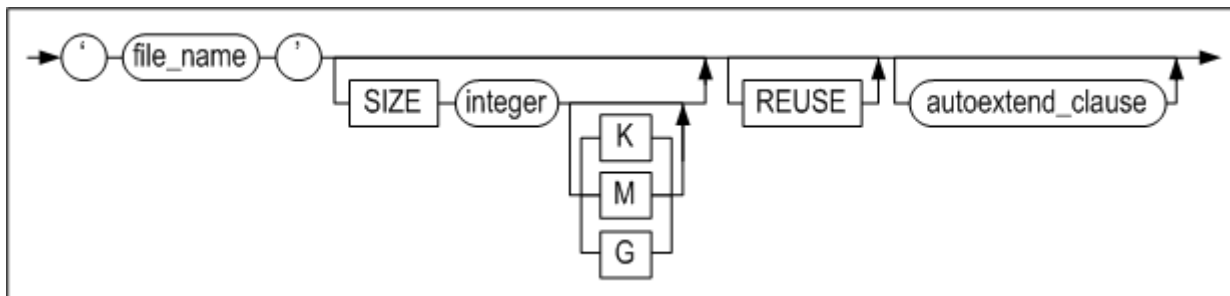 ‘ file_name ’
SIZE integer REUSE autoextend_clause
K
M
G